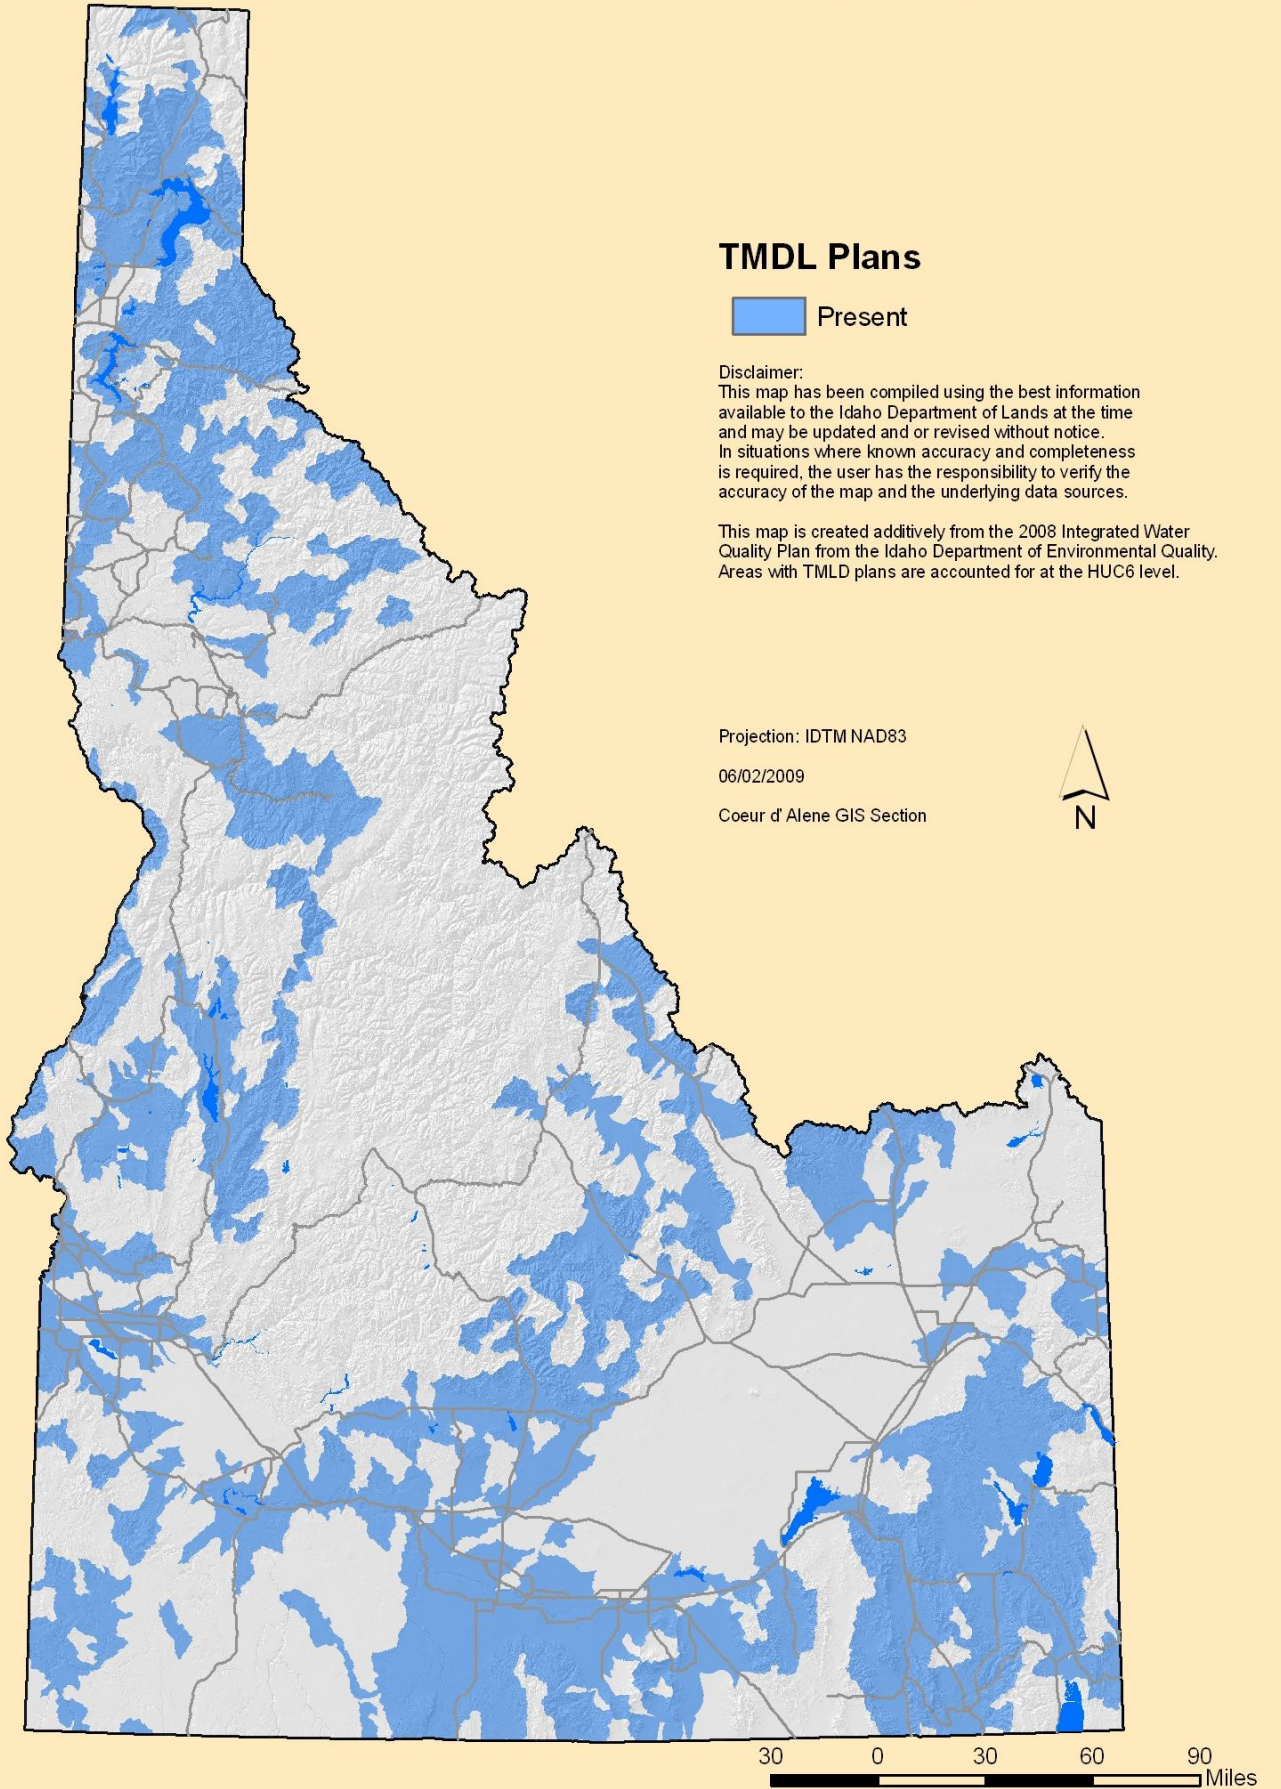 TMDL Plans
Present
Disclaimer:
This map has been compiled using the best information
available to the Idaho Department of Lands at the time
and may be updated and or revised without notice.
In situations where known accuracy and completeness
is required, the user has the responsibility to verify the
accuracy of the map and the underlying data sources.
This map is created additively from the 2008 Integrated Water
Quality Plan from the Idaho Department of Environmental Quality.
Areas with TMLD plans are accounted for at the HUC6 level.
Projection: IDTM NAD83
06/02/2009
Coeur d' Alene GIS Section
N
30 0 30 60 90
Miles